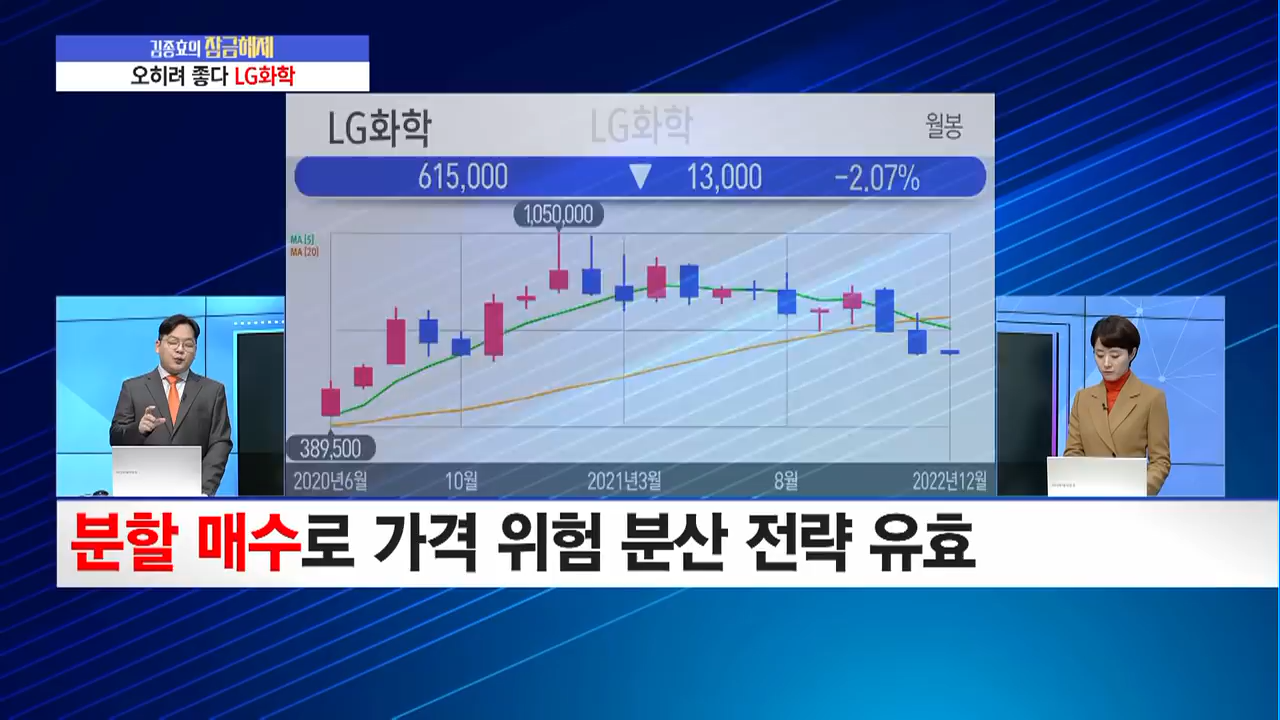 김종효의 잠금해제
오히려 좋다 LG화학
LG화학
LG화학
월봉
615,000 ▼ 13,000 -2.07%
1,050,000
MA [5]
MA [20]
389,500
2020년6월 10월 2021년3월 8월 2022년12월
분할 매수로 가격 위험 분산 전략 유효